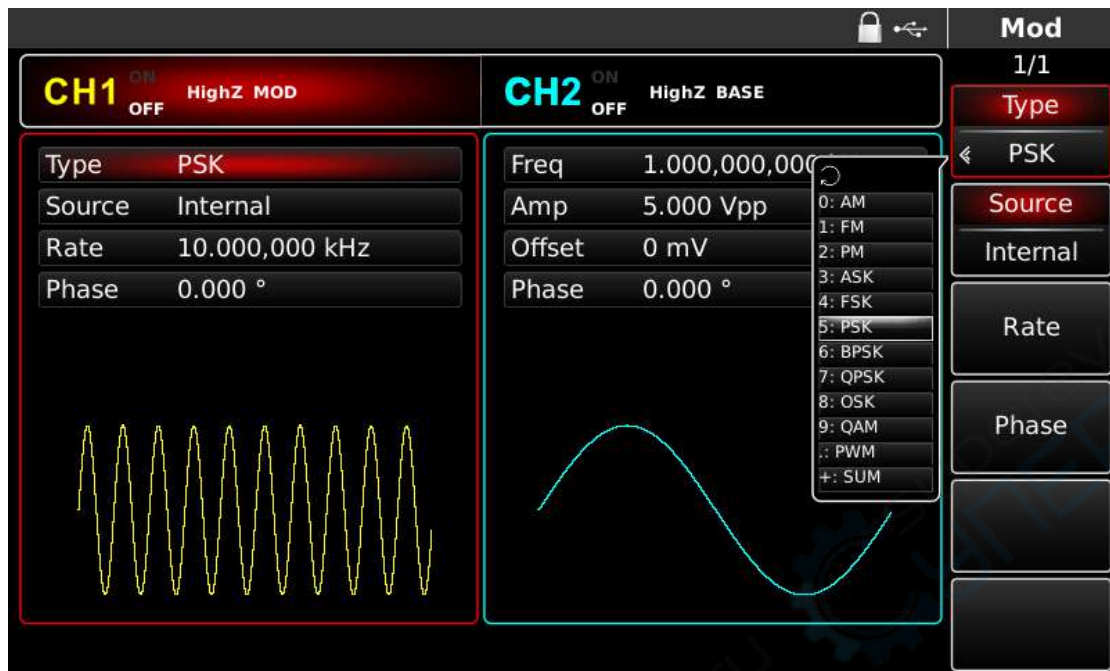 Mod
1/1
CH1 ON OFF HighZ MOD
CH2 ON OFF HighZ BASE
Type
PSK
Type PSK
Source Internal
Rate 10.000,000 kHz
Phase 0.000 °
Freq 1.000,000,000
Amp 5.000 Vpp
Offset 0 mV
Phase 0.000 °
0: AM
1: FM
2: PM
3: ASK
4: FSK
5: PSK
6: BPSK
7: QPSK
8: OSK
9: QAM
.: PWM
+: SUM
Source
Internal
Rate
Phase